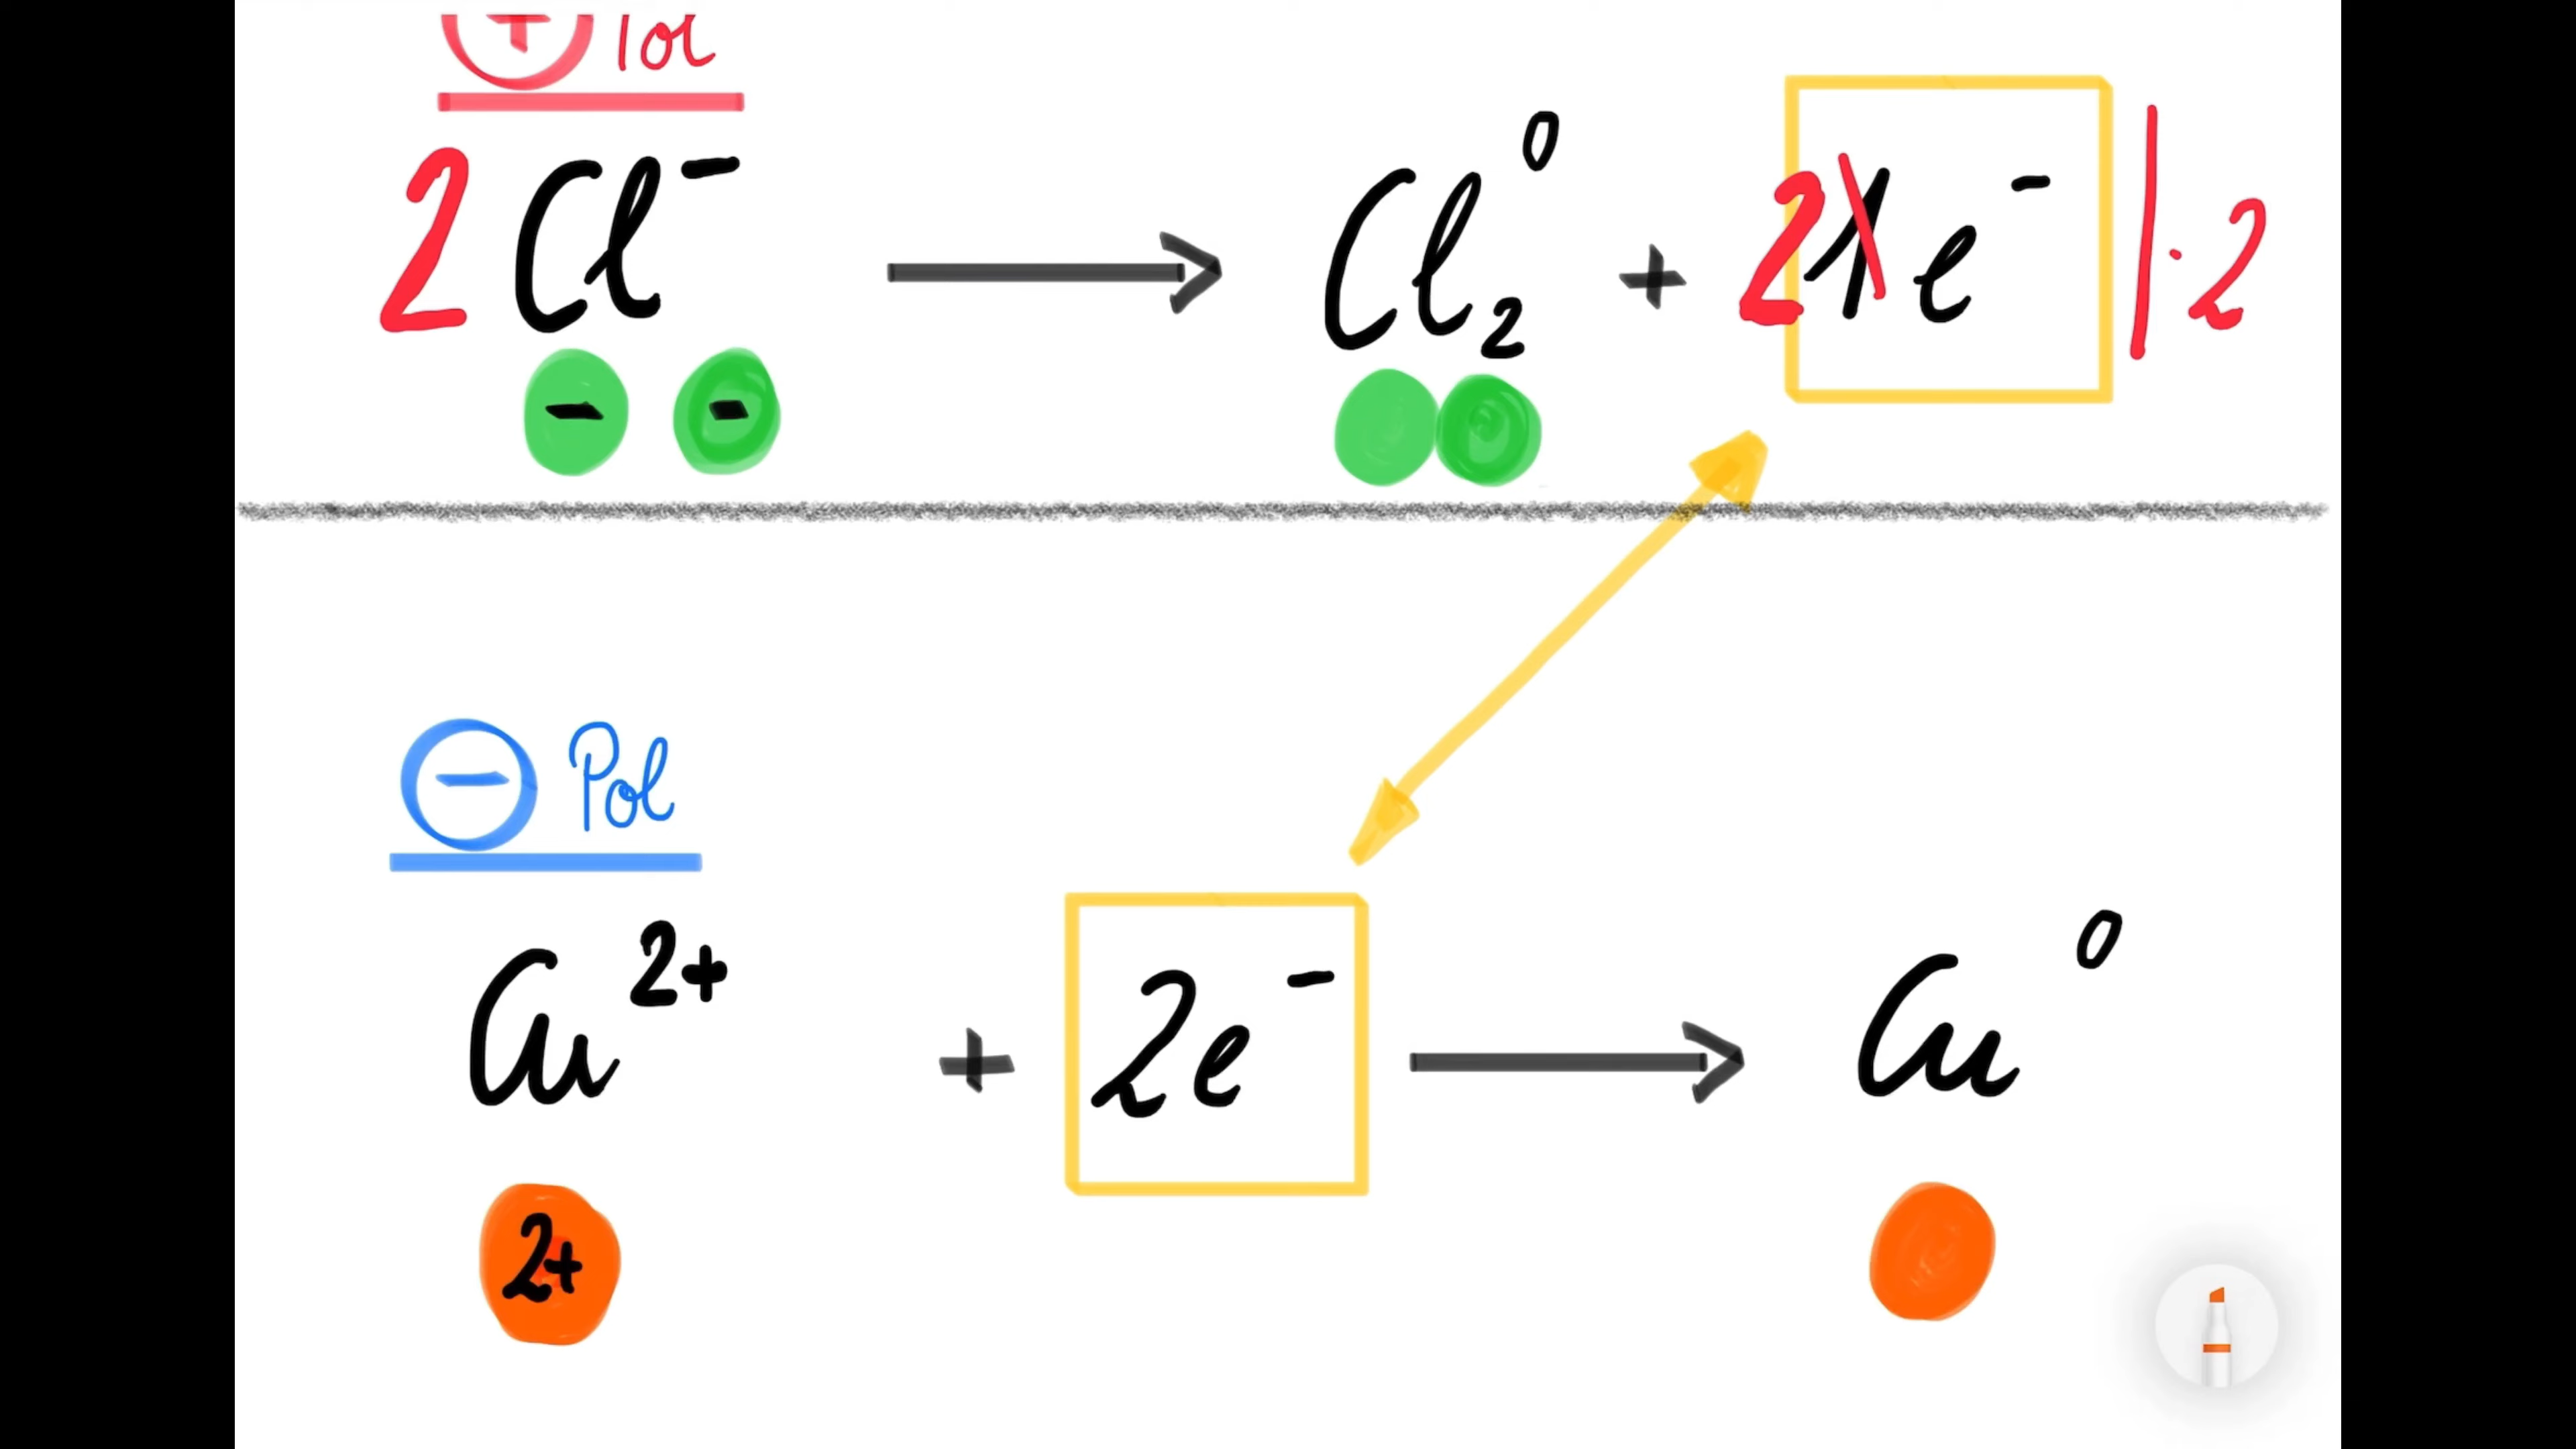 + Pol
2 Cl⁻ → Cl₂⁰ + 2 1 e⁻ | · 2
- -
- Pol
Cu²⁺ + 2e⁻ → Cu⁰
2+